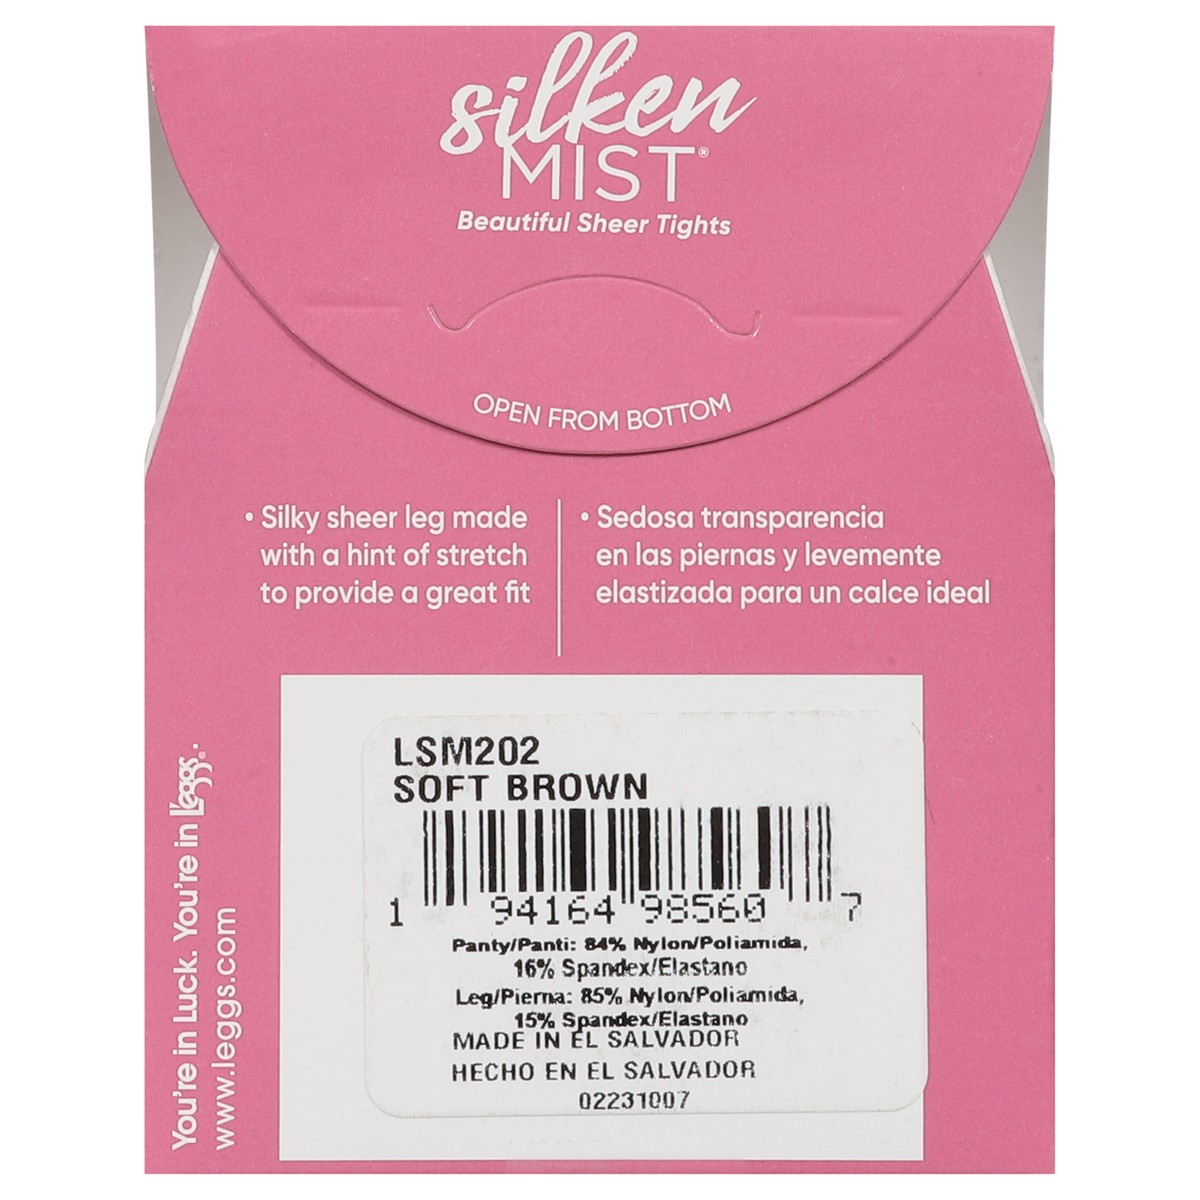 silken
MIST®
Beautiful Sheer Tights
OPEN FROM BOTTOM
• Silky sheer leg made
with a hint of stretch
to provide a great fit
• Sedosa transparencia
en las piernas y levemente
elastizada para un calce ideal
You're in Luck. You're in L'eggs®.
www.leggs.com
LSM202
SOFT BROWN
1 94164 98560 7
Panty/Panti: 84% Nylon/Poliamida,
16% Spandex/Elastano
Leg/Pierna: 85% Nylon/Poliamida,
15% Spandex/Elastano
MADE IN EL SALVADOR
HECHO EN EL SALVADOR
02231007